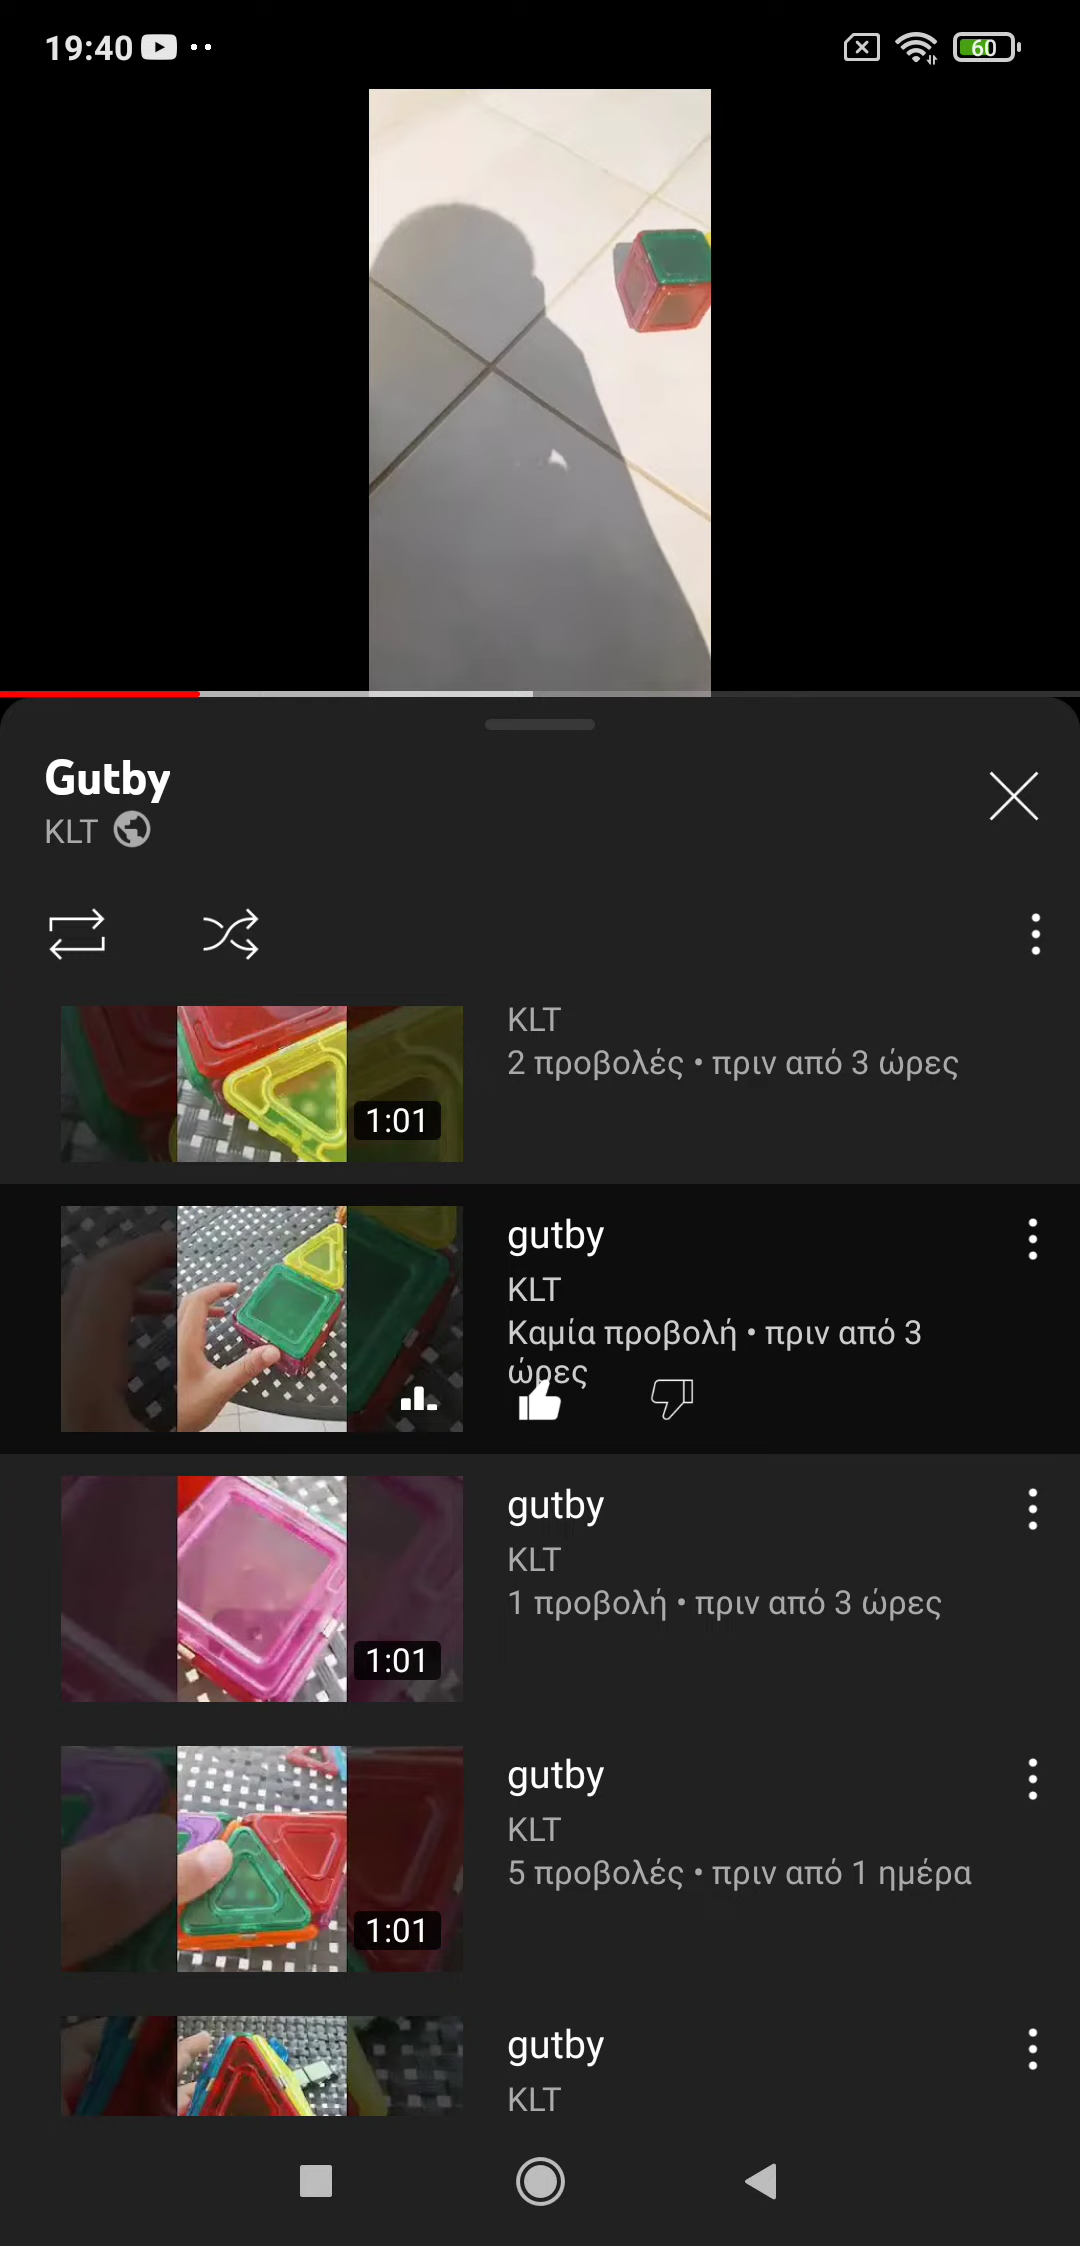 19:40
60
Gutby
KLT
1:01
KLT
2 προβολές • πριν από 3 ώρες
gutby
KLT
Καμία προβολή • πριν από 3
ώρες
1:01
gutby
KLT
1 προβολή • πριν από 3 ώρες
1:01
gutby
KLT
5 προβολές • πριν από 1 ημέρα
gutby
KLT